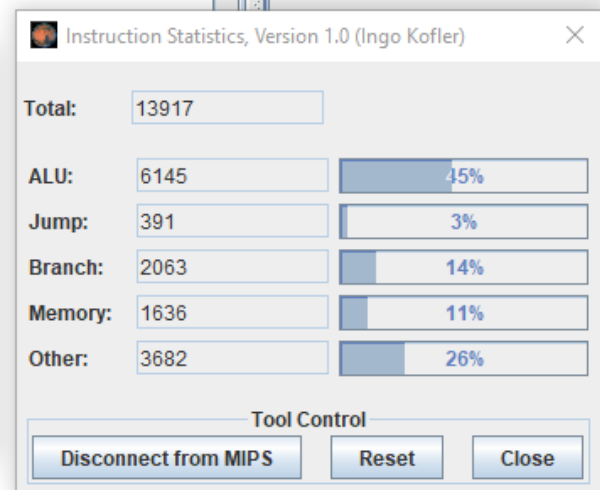 Instruction Statistics, Version 1.0 (Ingo Kofler)
Total: 13917
ALU: 6145 45%
Jump: 391 3%
Branch: 2063 14%
Memory: 1636 11%
Other: 3682 26%
Tool Control
Disconnect from MIPS Reset Close